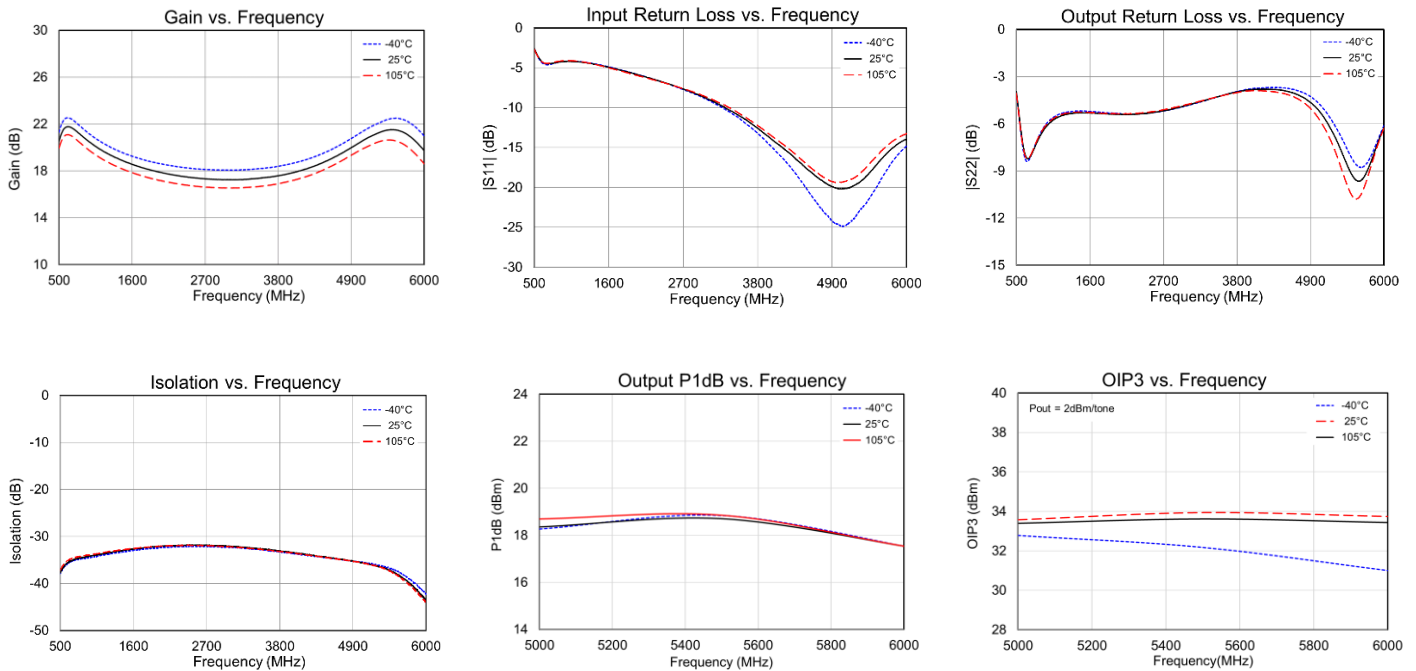 Gain vs. Frequency
30
26
22
18
14
10
Gain (dB)
-40°C
25°C
105°C
500 1600 2700 3800 4900 6000
Frequency (MHz)
Input Return Loss vs. Frequency
0
-5
-10
-15
-20
-25
-30
|S11| (dB)
-40°C
25°C
105°C
500 1600 2700 3800 4900 6000
Frequency (MHz)
Output Return Loss vs. Frequency
0
-3
-6
-9
-12
-15
|S22| (dB)
-40°C
25°C
105°C
500 1600 2700 3800 4900 6000
Frequency (MHz)
Isolation vs. Frequency
0
-10
-20
-30
-40
-50
Isolation (dB)
-40°C
25°C
105°C
500 1600 2700 3800 4900 6000
Frequency (MHz)
Output P1dB vs. Frequency
24
22
20
18
16
14
P1dB (dBm)
-40°C
25°C
105°C
5000 5200 5400 5600 5800 6000
Frequency (MHz)
OIP3 vs. Frequency
40
38
36
34
32
30
28
OIP3 (dBm)
Pout = 2dBm/tone
-40°C
25°C
105°C
5000 5200 5400 5600 5800 6000
Frequency(MHz)